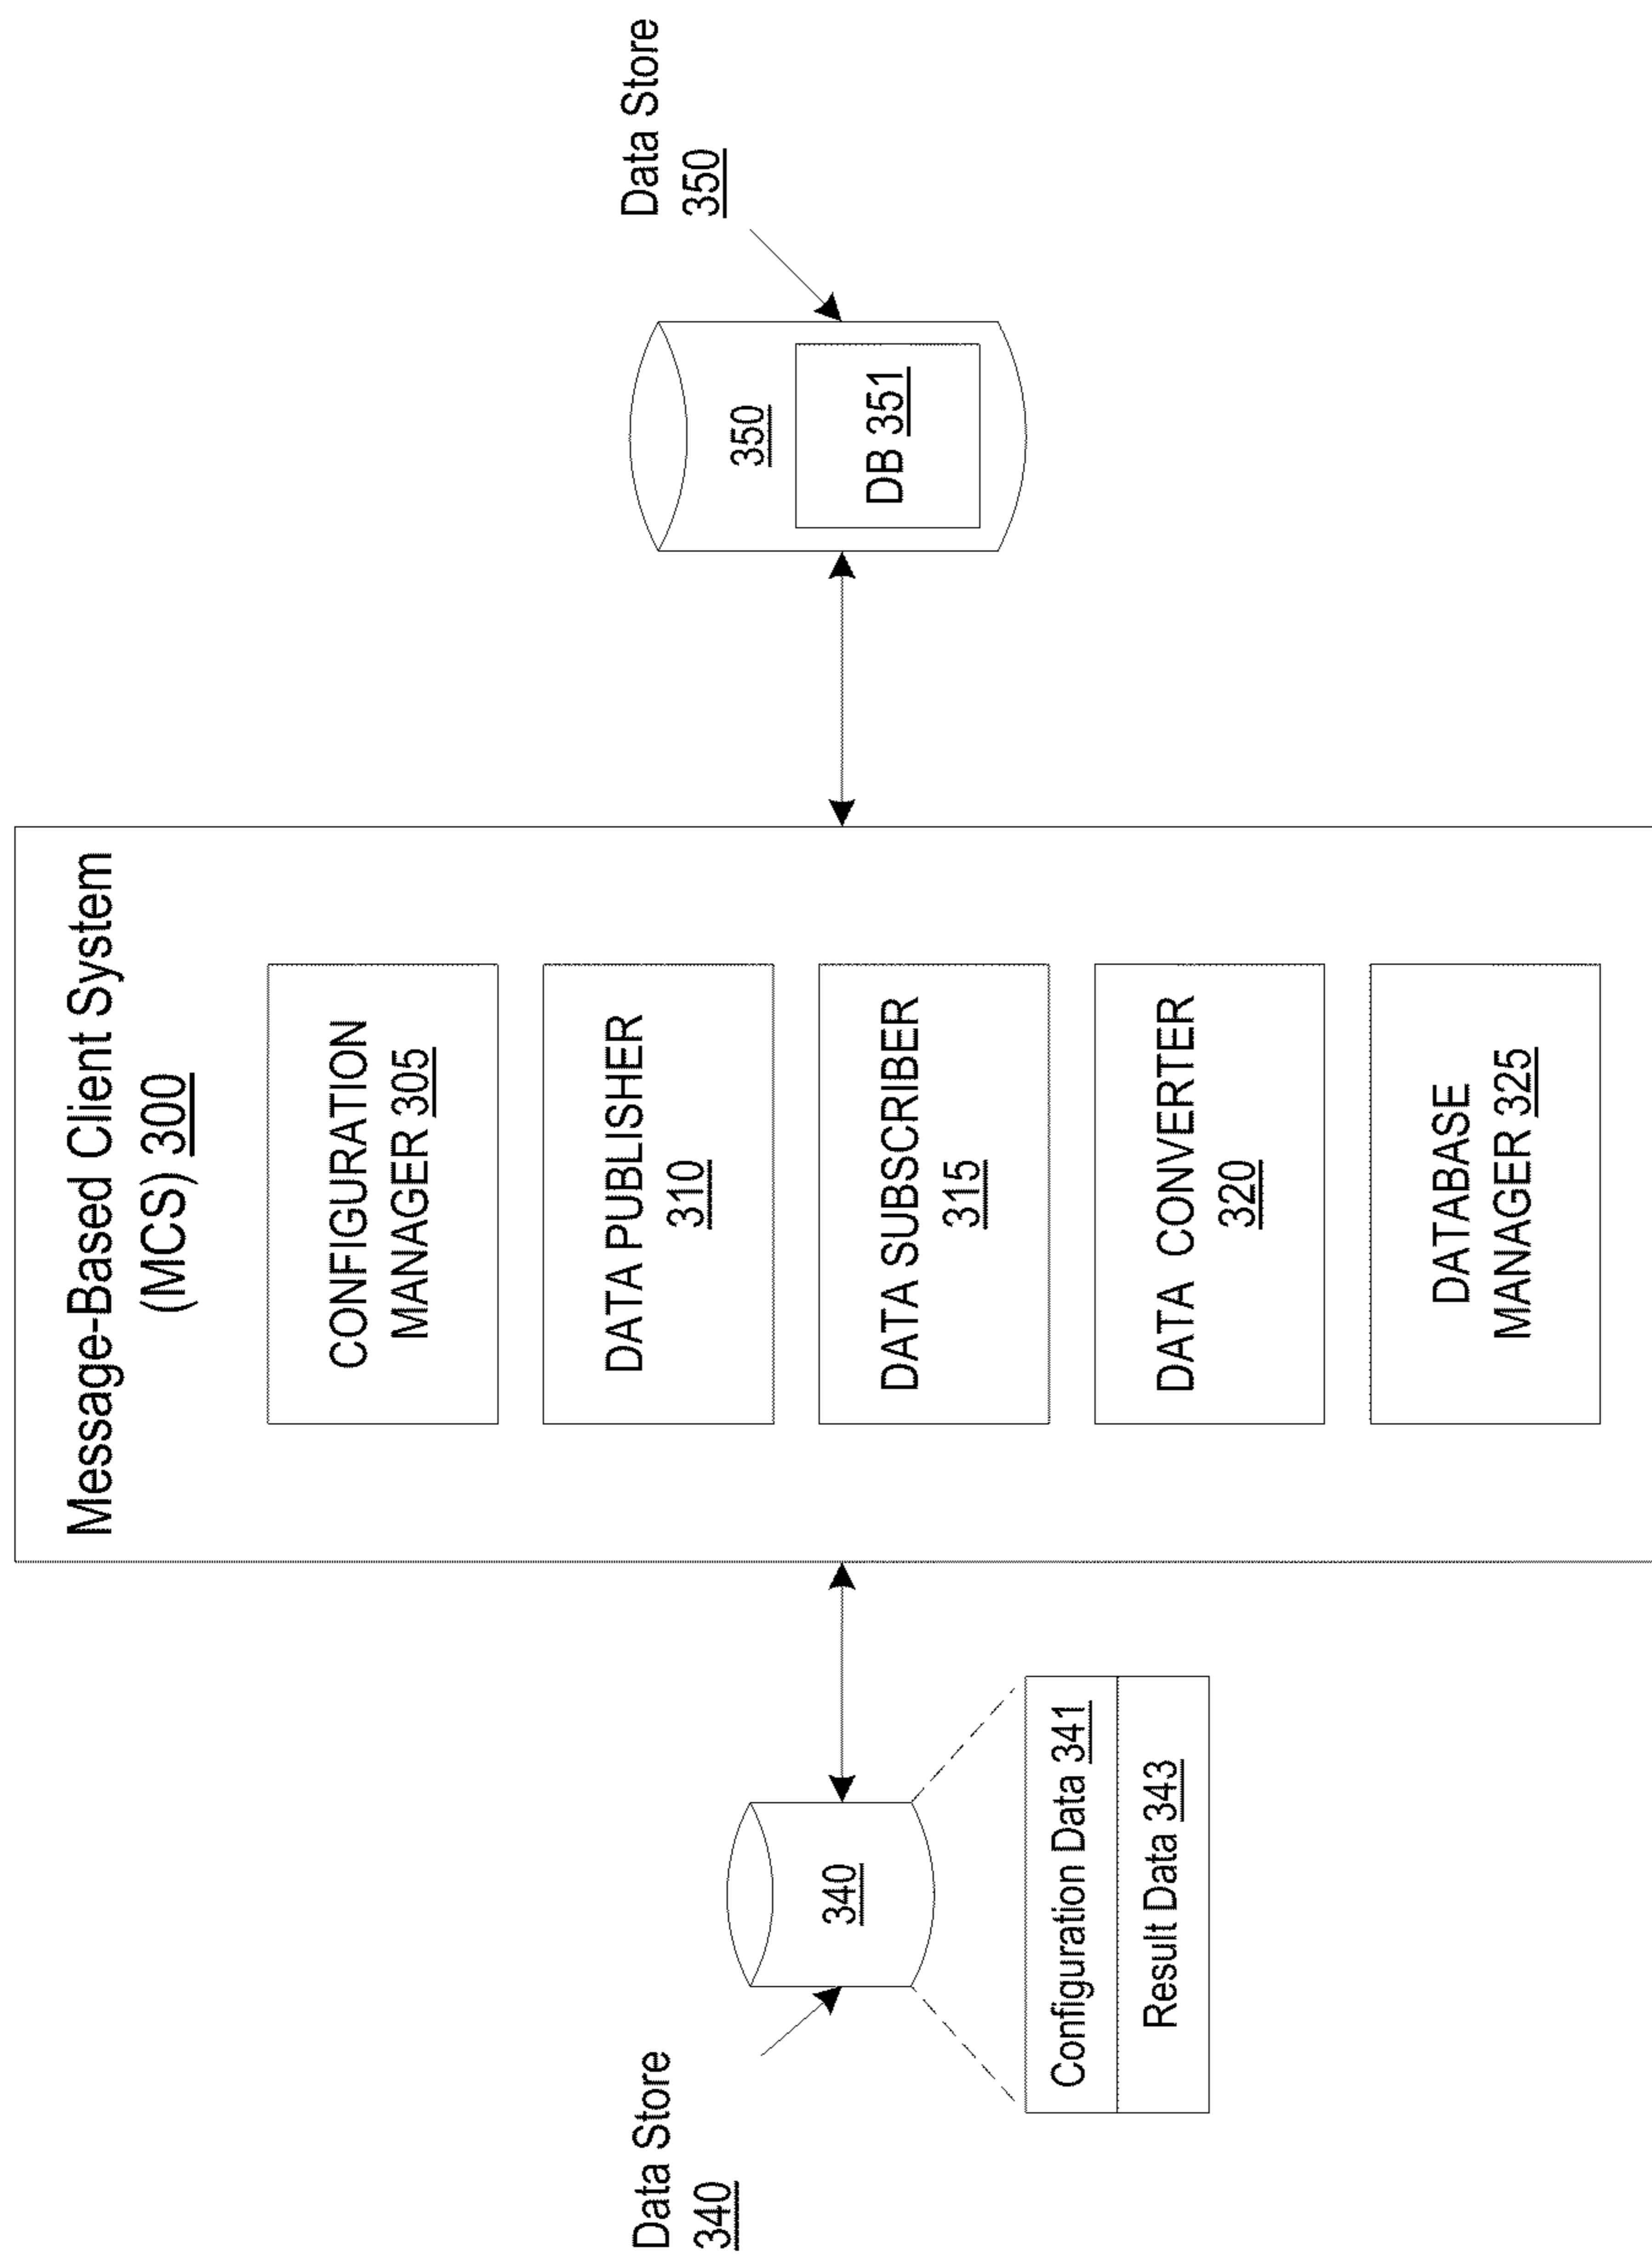 Message-Based Client System
(MCS) 300
CONFIGURATION
MANAGER 305
DATA PUBLISHER
310
DATA SUBSCRIBER
315
DATA CONVERTER
320
DATABASE
MANAGER 325
Data Store
340
340
Configuration Data 341
Result Data 343
Data Store
350
350
DB 351